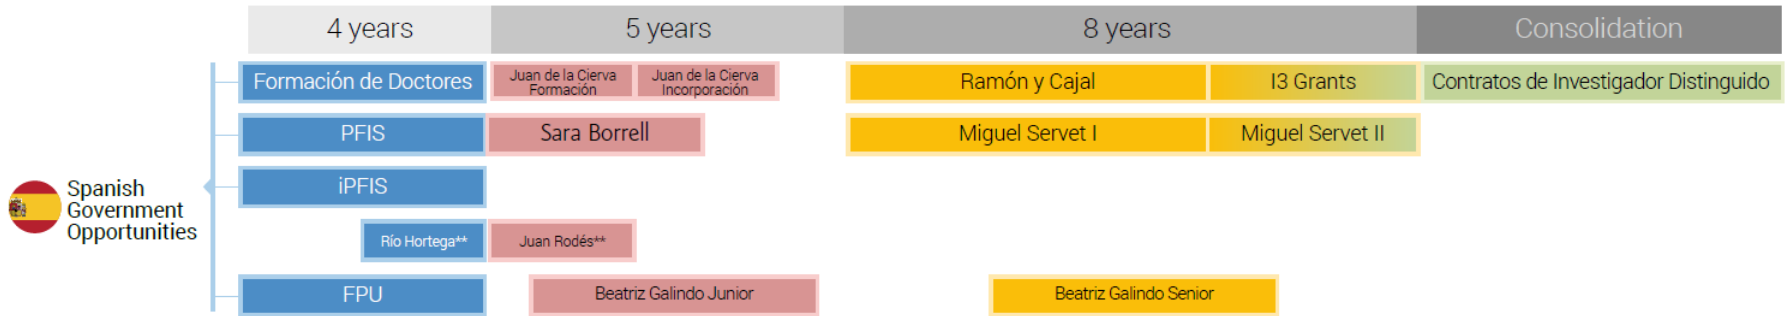 4 years
5 years
8 years
Consolidation
Spanish
Government
Opportunities
Formación de Doctores
Juan de la Cierva
Formación
Juan de la Cierva
Incorporación
Ramón y Cajal
I3 Grants
Contratos de Investigador Distinguido
PFIS
Sara Borrell
Miguel Servet I
Miguel Servet II
iPFIS
Río Hortega**
Juan Rodés**
FPU
Beatriz Galindo Junior
Beatriz Galindo Senior